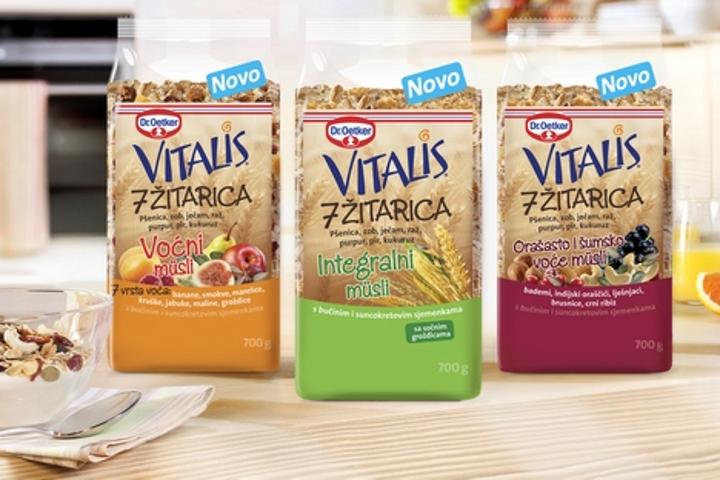 Novo
Dr.Oetker
VITALIS
7 ŽITARICA
Pšenica, zob, ječam, raž,
purpur, pir, kukuruz
Voćni
müsli
7 vrsta voća: banane, smokve, marelice,
kruške, jabuke, maline, grožđice
s bučinim i suncokretovim sjemenkama
700 g
Novo
Dr.Oetker
VITALIS
7 ŽITARICA
Pšenica, zob, ječam, raž,
purpur, pir, kukuruz
Integralni
müsli
s bučinim i suncokretovim sjemenkama
sa sočnim
grožđicama
700 g
Novo
Dr.Oetker
VITALIS
7 ŽITARICA
Pšenica, zob, ječam, raž,
purpur, pir, kukuruz
Orašasto i šumsko
voće müsli
bademi, indijski oraščići, lješnjaci,
brusnice, crni ribiz
s bučinim i suncokretovim sjemenkama
700 g